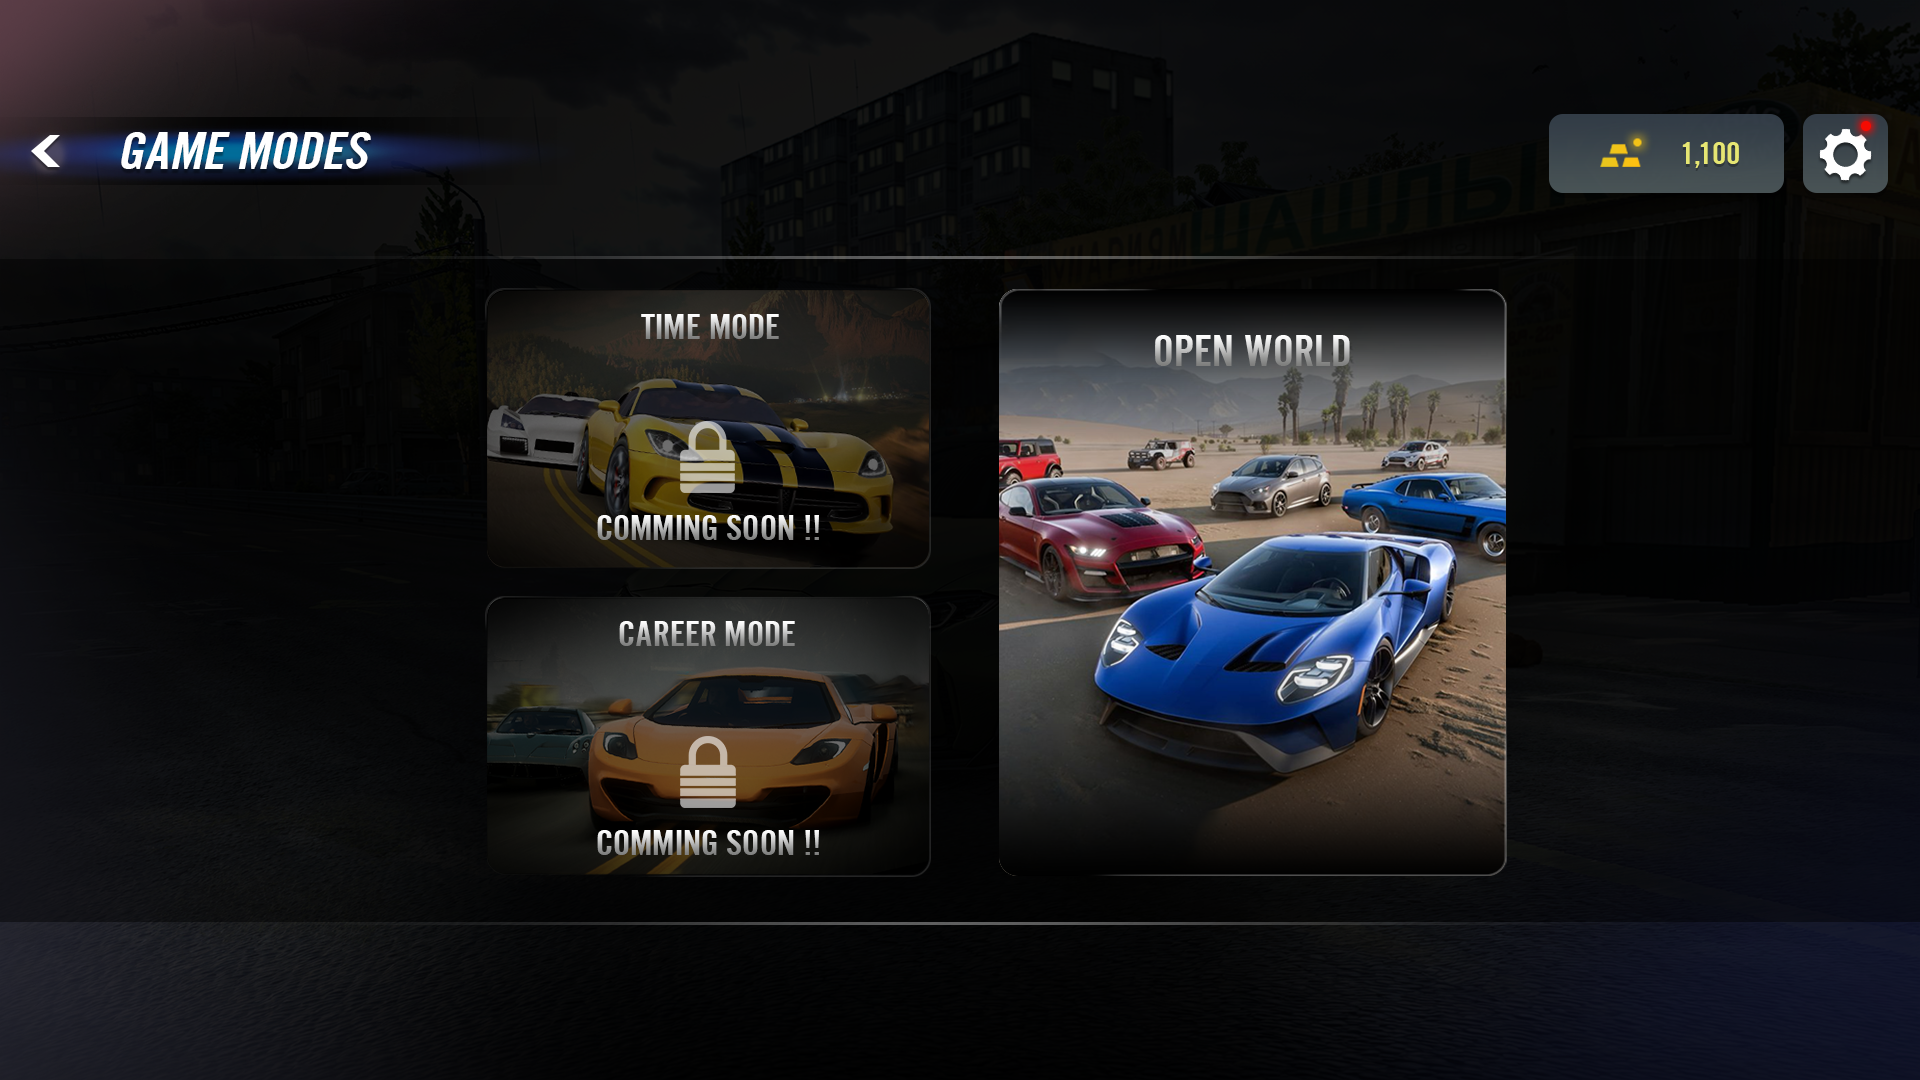 GAME MODES
1,100
TIME MODE
COMMING SOON !!
CAREER MODE
COMMING SOON !!
OPEN WORLD